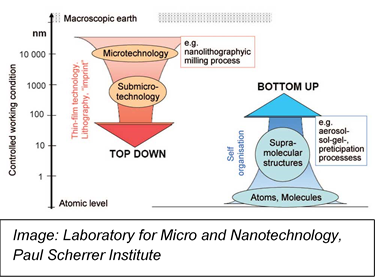 Macroscopic earth
nm
10 000
1000
100
10
1
Atomic level
Controlled working condition
Thin-film technology,
Lithography, "imprint"
Microtechnology
Submicro-
technology
TOP DOWN
e.g.
nanolithograpyhic
milling process
BOTTOM UP
Self
organisation
Supra-
molecular
structures
Atoms, Molecules
e.g.
aerosol-
sol-gel-,
preticipation
processess
Image: Laboratory for Micro and Nanotechnology,
Paul Scherrer Institute